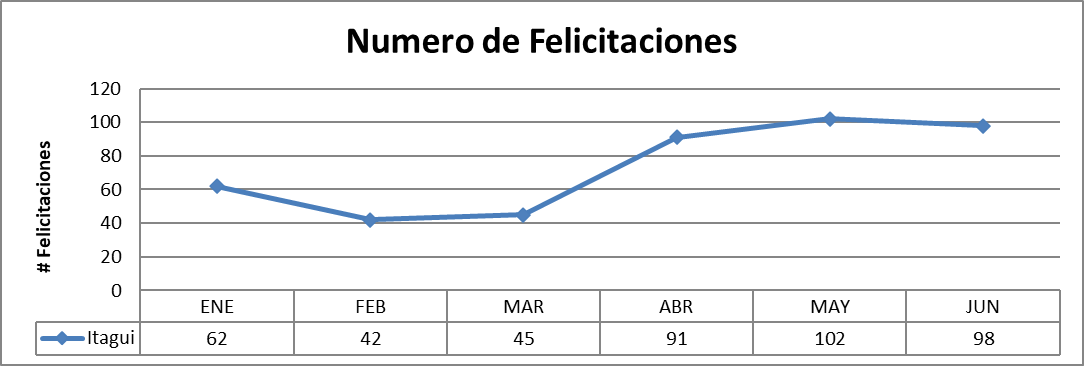 Numero de Felicitaciones
# Felicitaciones
120
100
80
60
40
20
0
ENE FEB MAR ABR MAY JUN
Itagui 62 42 45 91 102 98